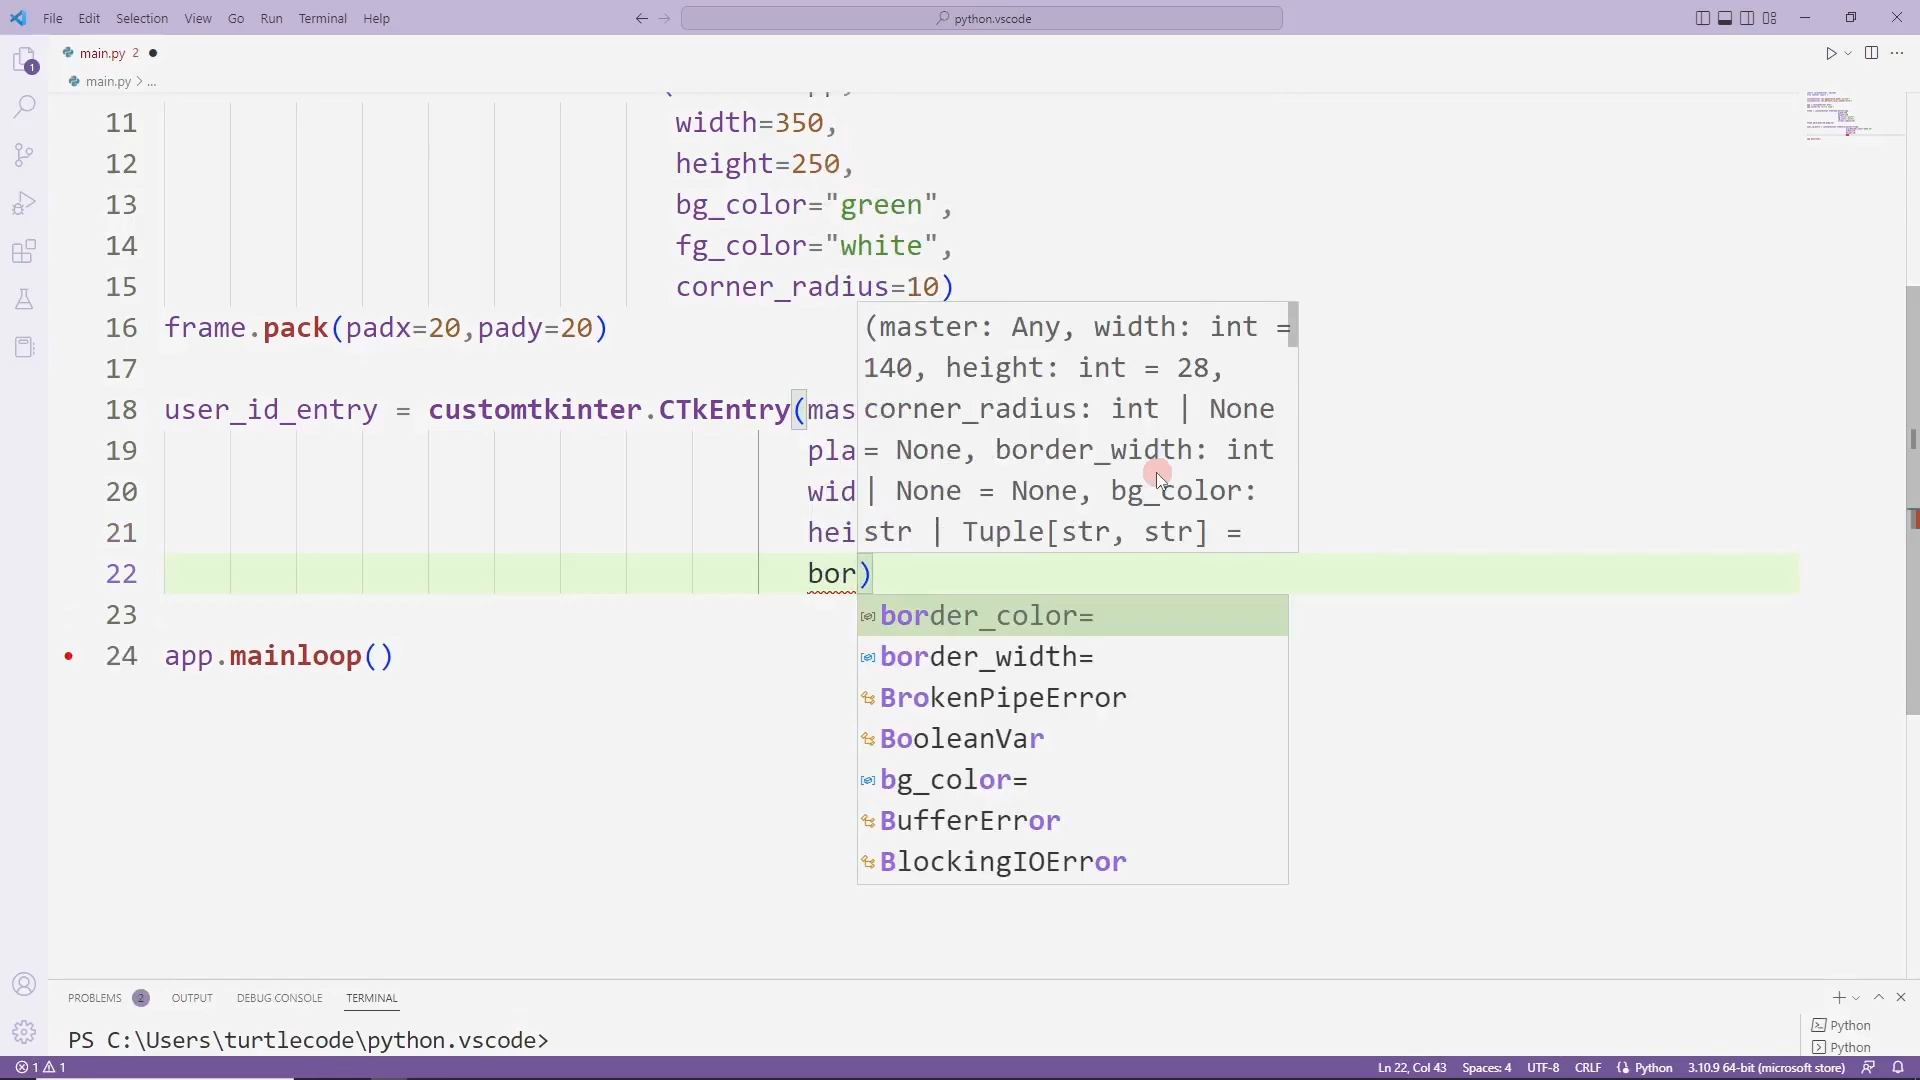 File Edit Selection View Go Run Terminal Help
python.vscode
1
main.py 2
main.py > ...
11 width=350,
12 height=250,
13 bg_color="green",
14 fg_color="white",
15 corner_radius=10)
16 frame.pack(padx=20,pady=20)
17
18 user_id_entry = customtkinter.CTkEntry(mas
19 pla
20 wid
21 hei
22 bor)
23
24 app.mainloop()
(master: Any, width: int =
140, height: int = 28,
corner_radius: int | None
= None, border_width: int
| None = None, bg_color:
str | Tuple[str, str] =
border_color=
border_width=
BrokenPipeError
BooleanVar
bg_color=
BufferError
BlockingIOError
PROBLEMS 2 OUTPUT DEBUG CONSOLE TERMINAL
PS C:\Users\turtlecode\python.vscode>
Python
Python
1 1 Ln 22, Col 43 Spaces: 4 UTF-8 CRLF Python 3.10.9 64-bit (microsoft store)